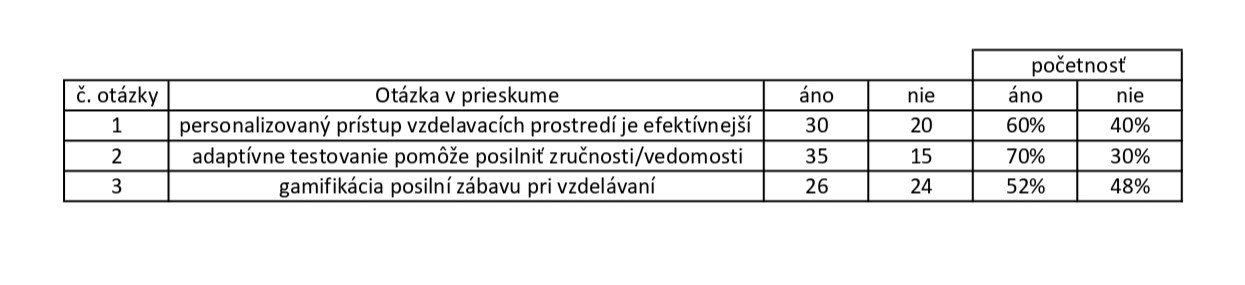 početnosť
č. otázky Otázka v prieskume áno nie áno nie
1 personalizovaný prístup vzdelavacích prostredí je efektívnejší 30 20 60% 40%
2 adaptívne testovanie pomôže posilniť zručnosti/vedomosti 35 15 70% 30%
3 gamifikácia posilní zábavu pri vzdelávaní 26 24 52% 48%